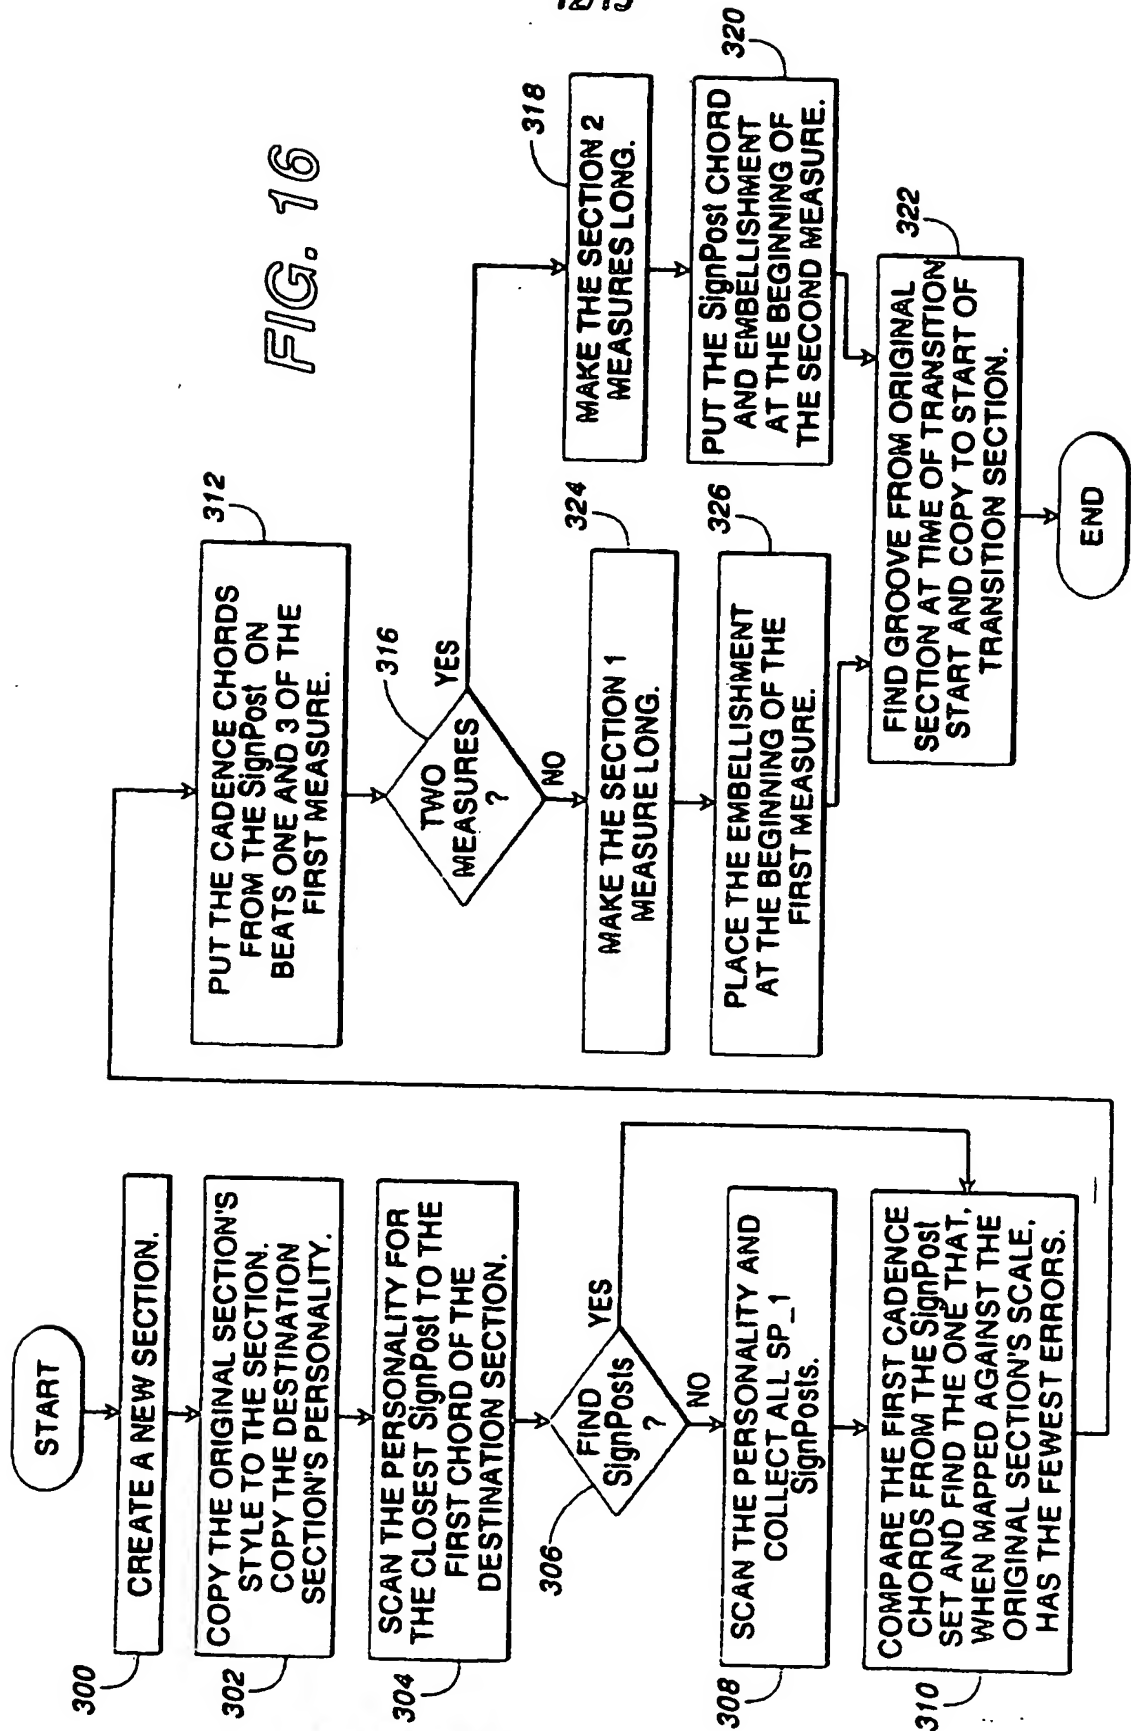 FIG. 16
START
300
CREATE A NEW SECTION.
302
COPY THE ORIGINAL SECTION'S
STYLE TO THE SECTION.
COPY THE DESTINATION
SECTION'S PERSONALITY.
304
SCAN THE PERSONALITY FOR
THE CLOSEST SignPost TO THE
FIRST CHORD OF THE
DESTINATION SECTION.
306
FIND
SignPosts
?
YES
NO
308
SCAN THE PERSONALITY AND
COLLECT ALL SP_1
SignPosts.
310
COMPARE THE FIRST CADENCE
CHORDS FROM THE SignPost
SET AND FIND THE ONE THAT,
WHEN MAPPED AGAINST THE
ORIGINAL SECTION'S SCALE,
HAS THE FEWEST ERRORS.
312
PUT THE CADENCE CHORDS
FROM THE SignPost ON
BEATS ONE AND 3 OF THE
FIRST MEASURE.
316
TWO
MEASURES
?
YES
NO
318
MAKE THE SECTION 2
MEASURES LONG.
320
PUT THE SignPost CHORD
AND EMBELLISHMENT
AT THE BEGINNING OF
THE SECOND MEASURE.
324
MAKE THE SECTION 1
MEASURE LONG.
326
PLACE THE EMBELLISHMENT
AT THE BEGINNING OF THE
FIRST MEASURE.
322
FIND GROOVE FROM ORIGINAL
SECTION AT TIME OF TRANSITION
START AND COPY TO START OF
TRANSITION SECTION.
END